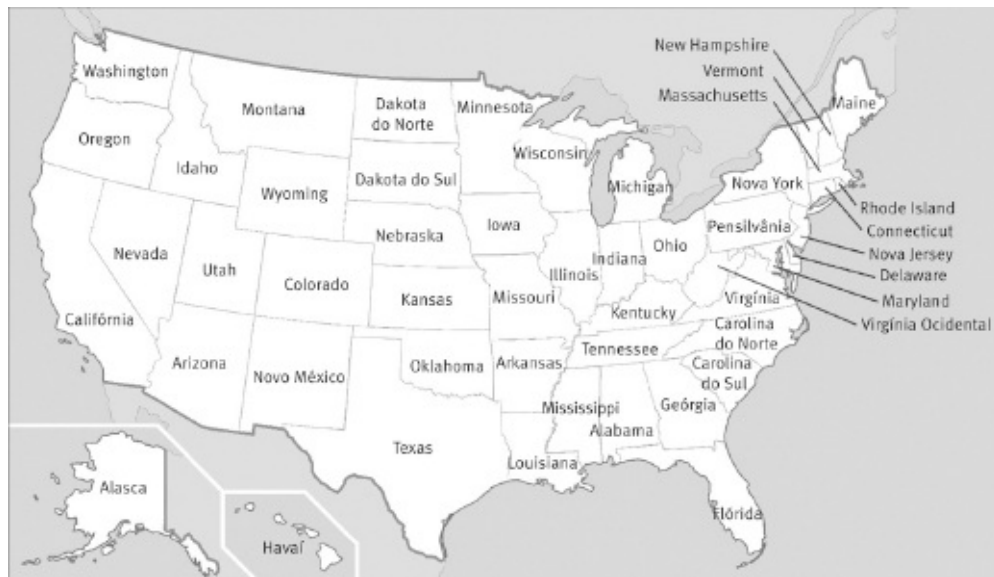 New Hampshire
Vermont
Massachusetts
Washington
Montana
Dakota
do Norte
Minnesota
Maine
Oregon
Idaho
Wyoming
Dakota do Sul
Wisconsin
Michigan
Nova York
Rhode Island
Connecticut
Nevada
Utah
Colorado
Nebraska
Iowa
Illinois
Indiana
Ohio
Pensilvânia
Nova Jersey
Delaware
Maryland
Virgínia Ocidental
Califórnia
Kansas
Missouri
Kentucky
Virgínia
Arizona
Novo México
Oklahoma
Arkansas
Tennessee
Carolina
do Norte
Carolina
do Sul
Texas
Louisiana
Mississippi
Alabama
Geórgia
Flórida
Alasca
Havaí